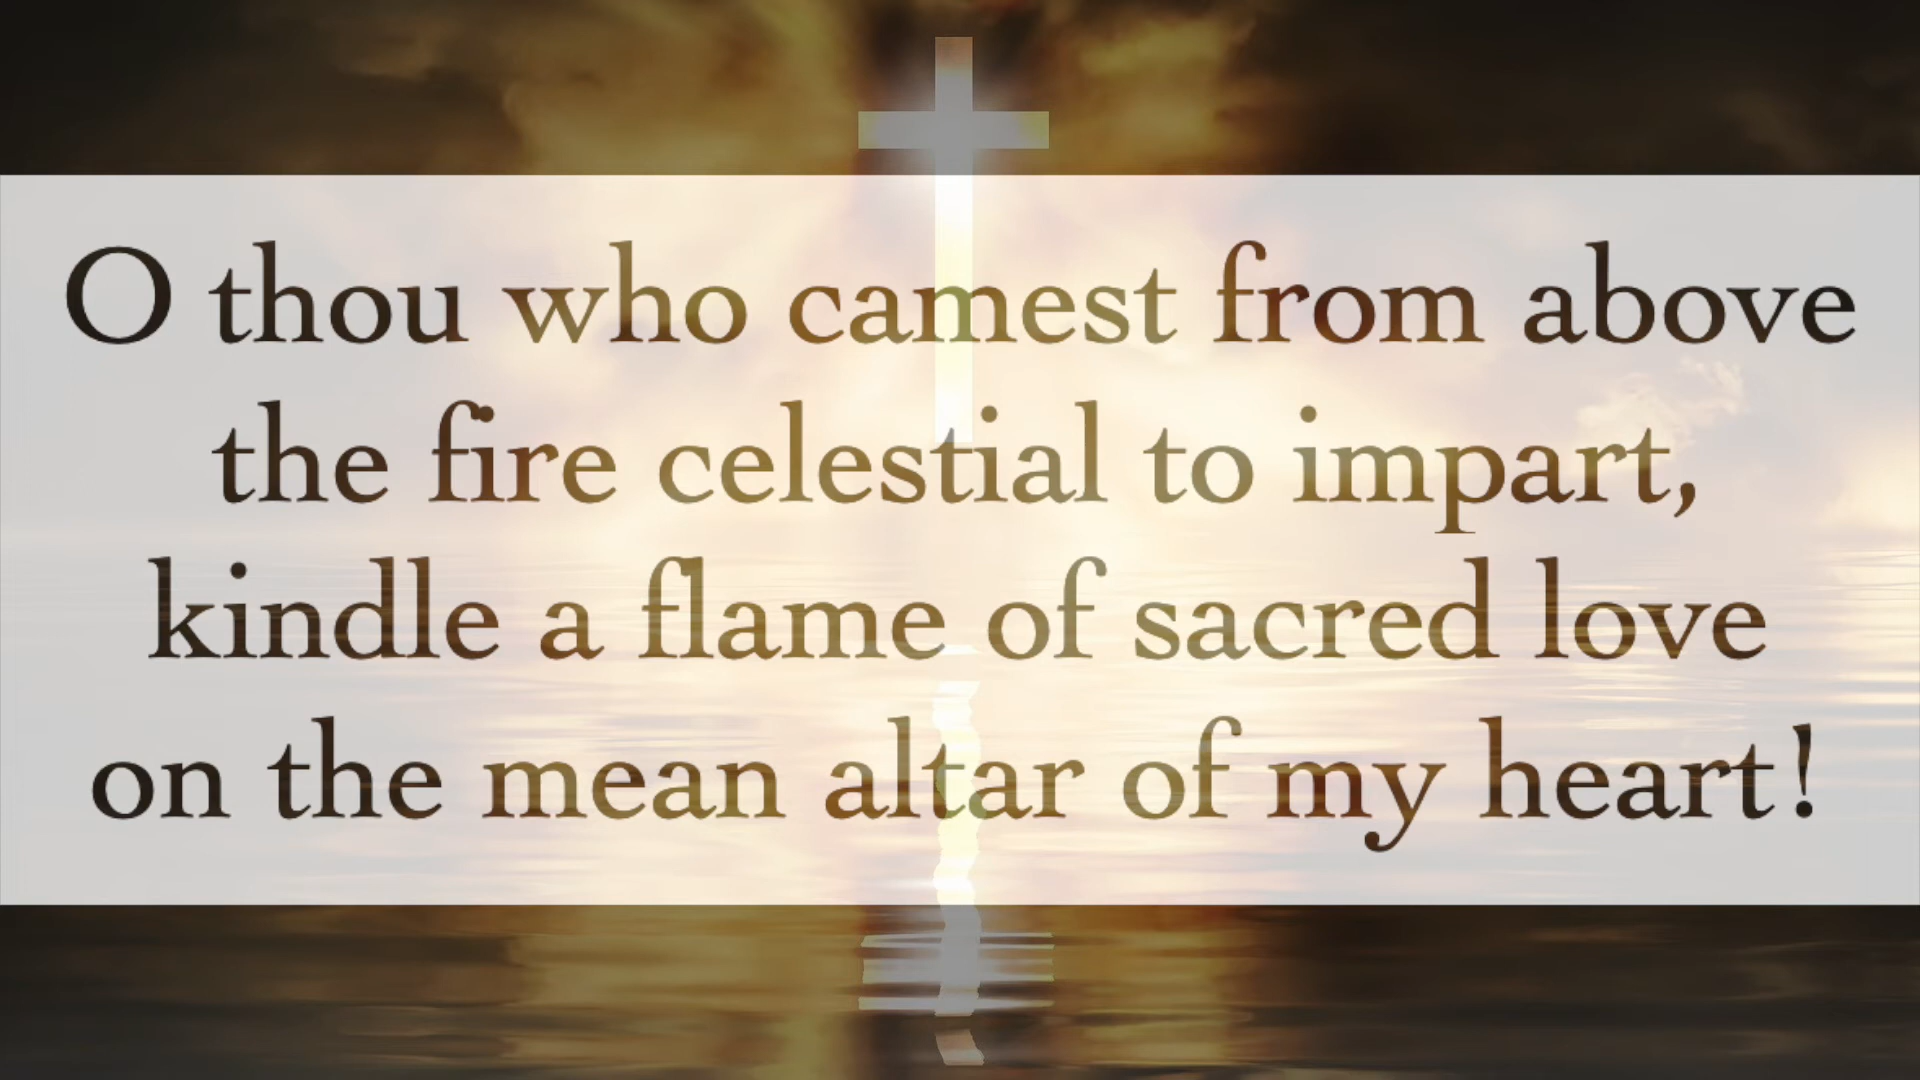 O thou who camest from above
the fire celestial to impart,
kindle a flame of sacred love
on the mean altar of my heart!